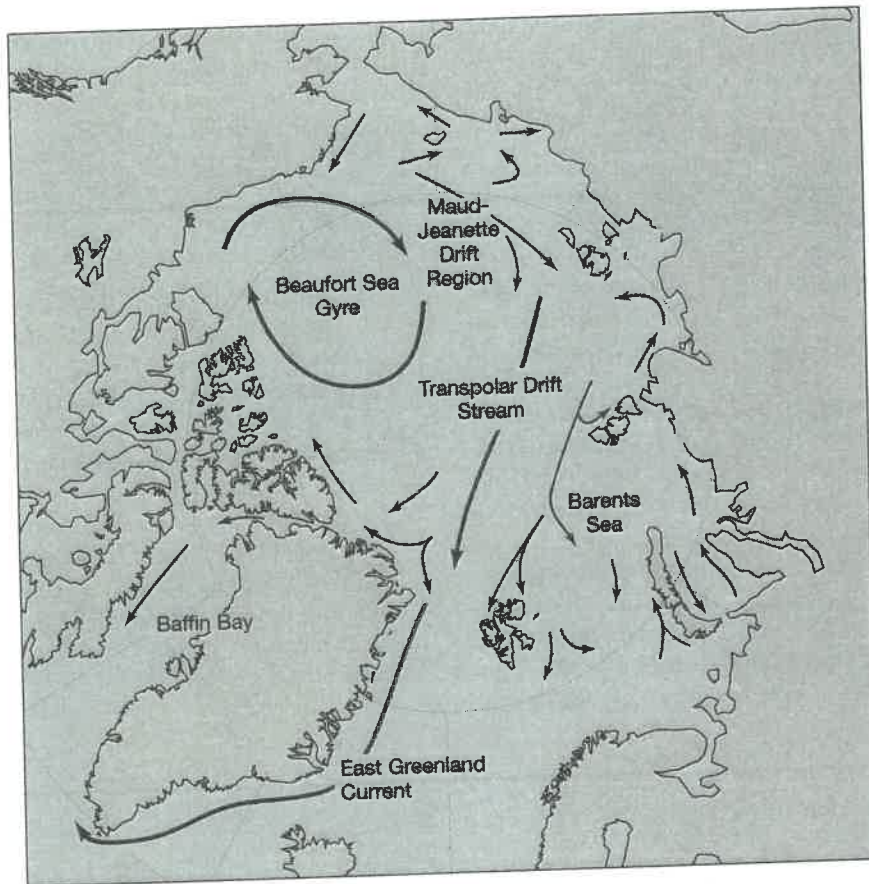 Maud-
Jeanette
Drift
Region
Beaufort Sea
Gyre
Transpolar Drift
Stream
Barents
Sea
Baffin Bay
East Greenland
Current